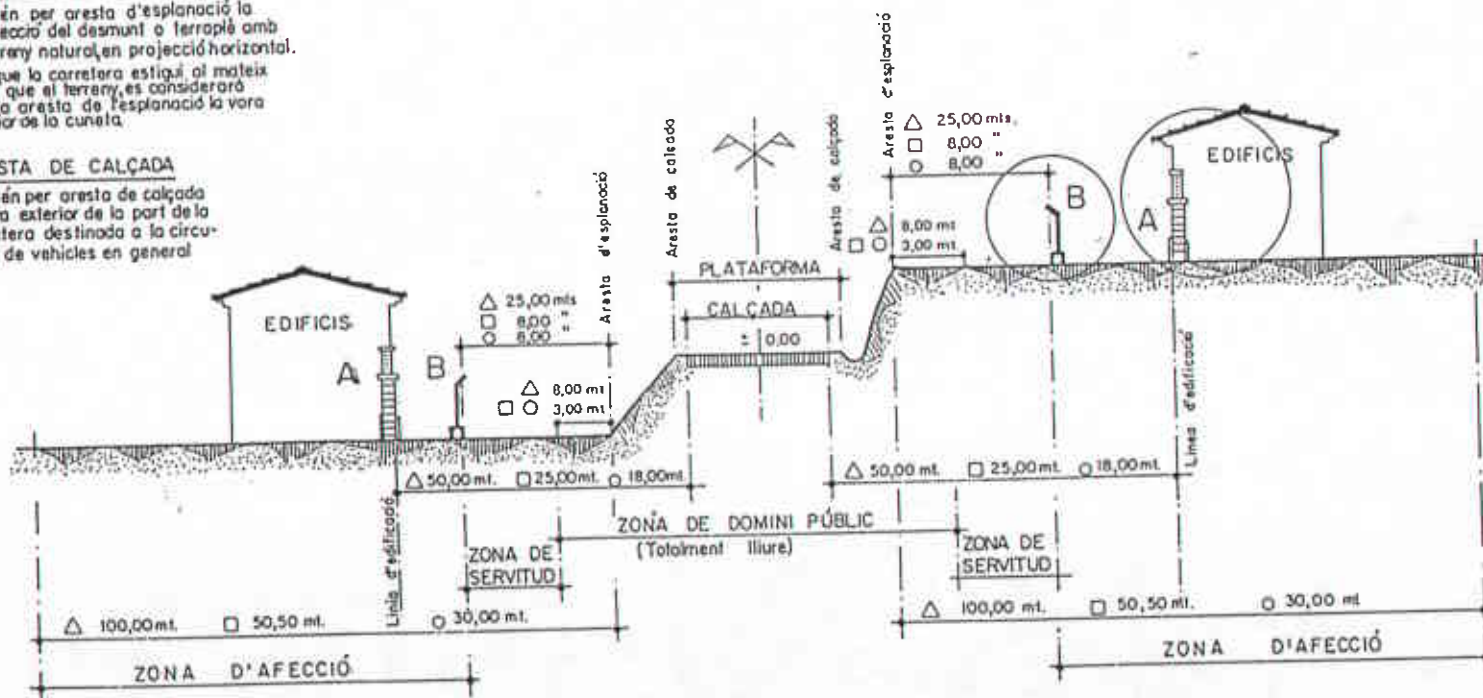 én per aresta d'esplanació la
ecció del desmunt o terraplè amb
reny natural, en projecció horitzontal.
que la carretera estigui al mateix
que el terreny, es considerarà
a aresta de l'esplanació la vora
ior de la cuneta
STA DE CALÇADA
én per aresta de calçada
a exterior de la part de la
tera destinada a la circu-
de vehicles en general
Aresta d'esplanació
Aresta de calçada
Aresta de calçada
Aresta d'esplanació
△ 25,00 mts.
□ 8,00 "
○ 8,00 "
△ 8,00 mt
□ ○ 3,00 mt
B
A
EDIFICIS
PLATAFORMA
CALÇADA
± 0,00
EDIFICIS
A
B
△ 25,00 mts
□ 8,00 "
○ 8,00 "
△ 8,00 mt
□ ○ 3,00 mt
△ 50,00 mt. □ 25,00 mt. ○ 18,00 mt.
△ 50,00 mt. □ 25,00 mt. ○ 18,00 mt.
Linia d'edificació
Linea d'edificació
ZONA DE DOMINI PÚBLIC
(Totalment lliure)
ZONA DE
SERVITUD
ZONA DE
SERVITUD
△ 100,00 mt. □ 50,50 mt. ○ 30,00 mt.
△ 100,00 mt. □ 50,50 mt. ○ 30,00 mt
ZONA D'AFECCIÓ
ZONA D'AFECCIÓ